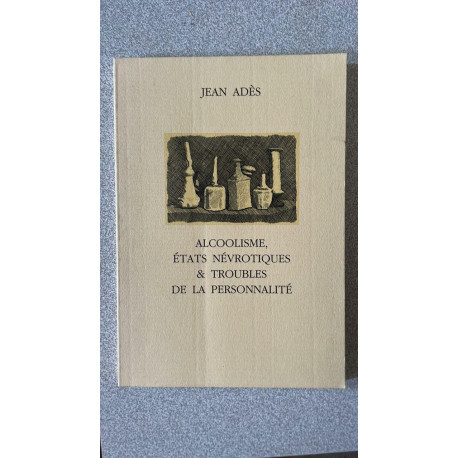 JEAN ADÈS
ALCOOLISME,
ÉTATS NÉVROTIQUES
& TROUBLES
DE LA PERSONNALITÉ